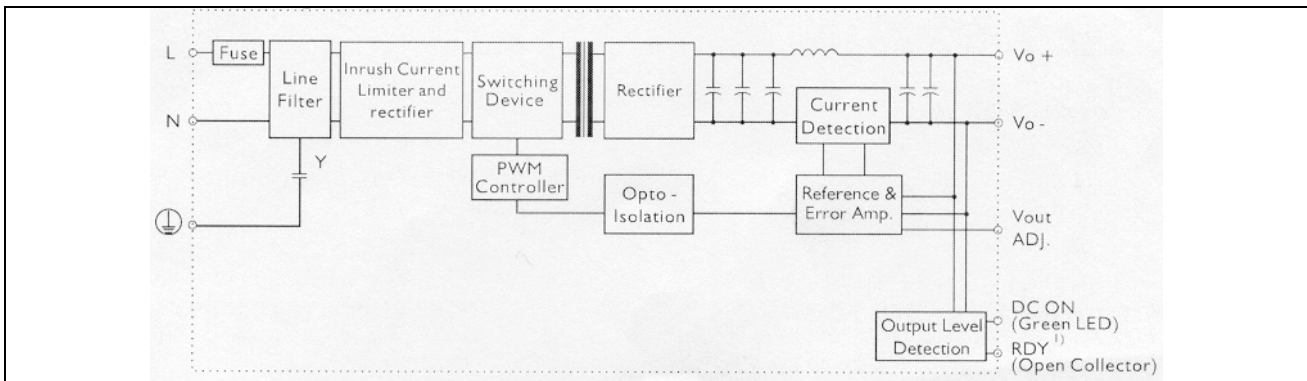 L
Fuse
Line
Filter
Inrush Current
Limiter and
rectifier
Switching
Device
Rectifier
Current
Detection
Vo +
N
Vo -
Y
PWM
Controller
Opto -
Isolation
Reference &
Error Amp.
Vout
ADJ.
Output Level
Detection
DC ON
(Green LED)
RDY 1)
(Open Collector)